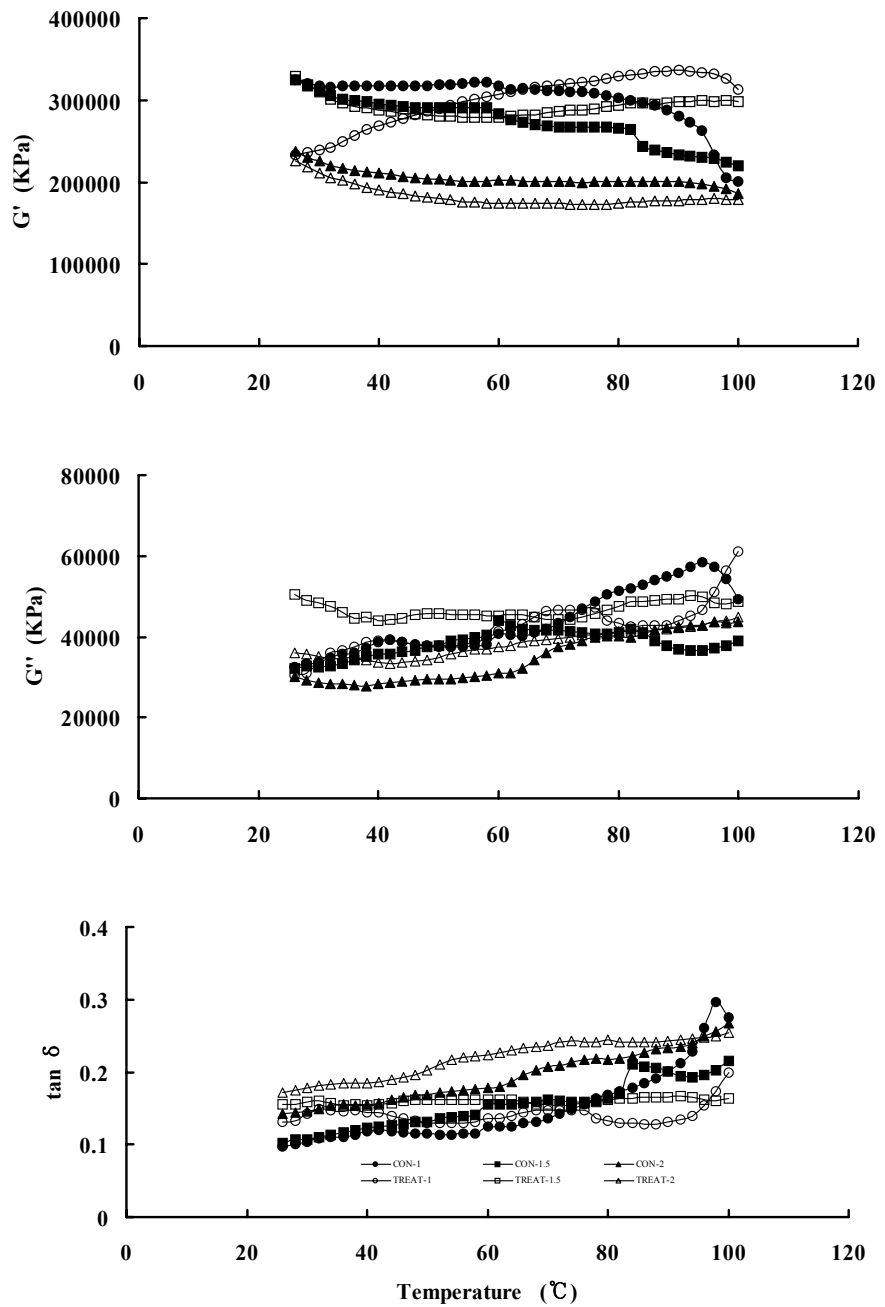 400000
300000
200000
100000
0
G' (KPa)
0 20 40 60 80 100 120
80000
60000
40000
20000
0
G'' (KPa)
0 20 40 60 80 100 120
0.4
0.3
0.2
0.1
0
tan δ
CON-1 CON-1.5 CON-2
TREAT-1 TREAT-1.5 TREAT-2
0 20 40 60 80 100 120
Temperature (℃)